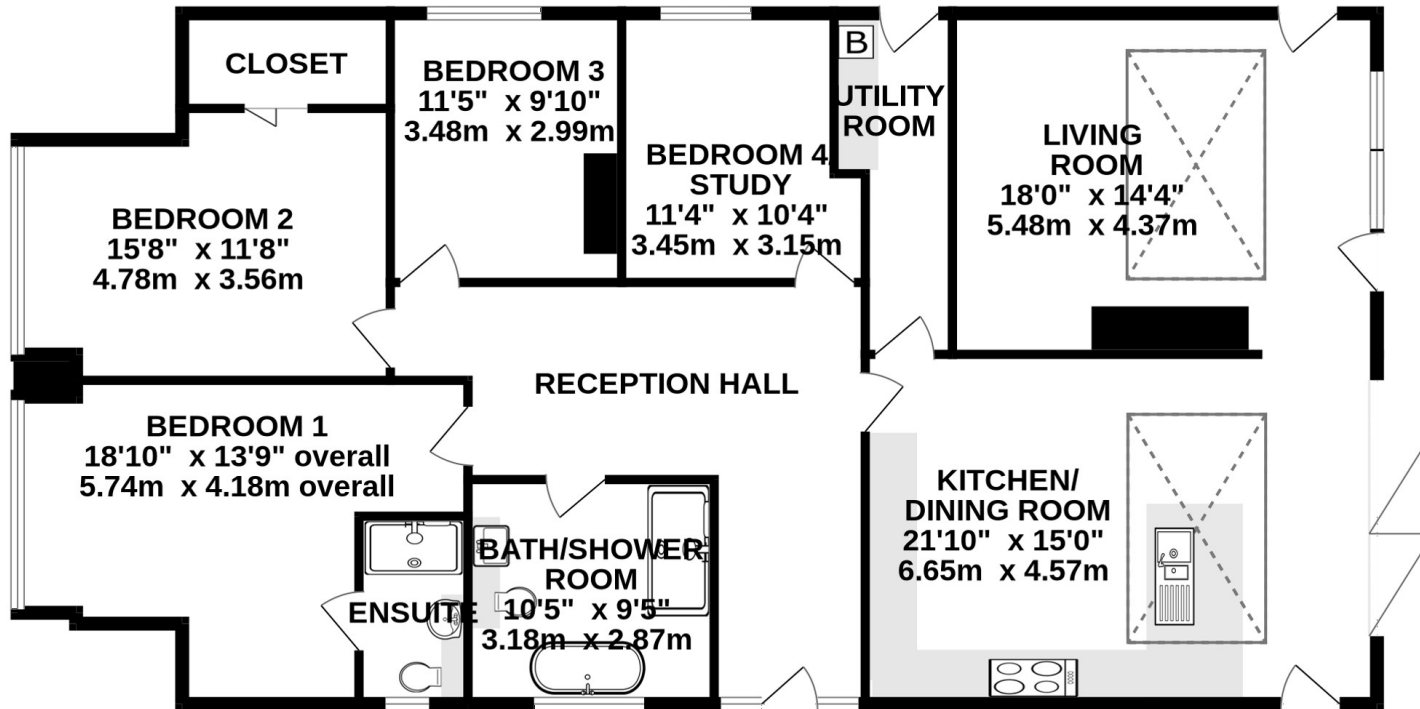 CLOSET
BEDROOM 3
11'5" x 9'10"
3.48m x 2.99m
B
UTILITY
ROOM
LIVING
ROOM
18'0" x 14'4"
5.48m x 4.37m
BEDROOM 4/
STUDY
11'4" x 10'4"
3.45m x 3.15m
BEDROOM 2
15'8" x 11'8"
4.78m x 3.56m
RECEPTION HALL
BEDROOM 1
18'10" x 13'9" overall
5.74m x 4.18m overall
KITCHEN/
DINING ROOM
21'10" x 15'0"
6.65m x 4.57m
BATH/SHOWER
ROOM
10'5" x 9'5"
3.18m x 2.87m
ENSUITE